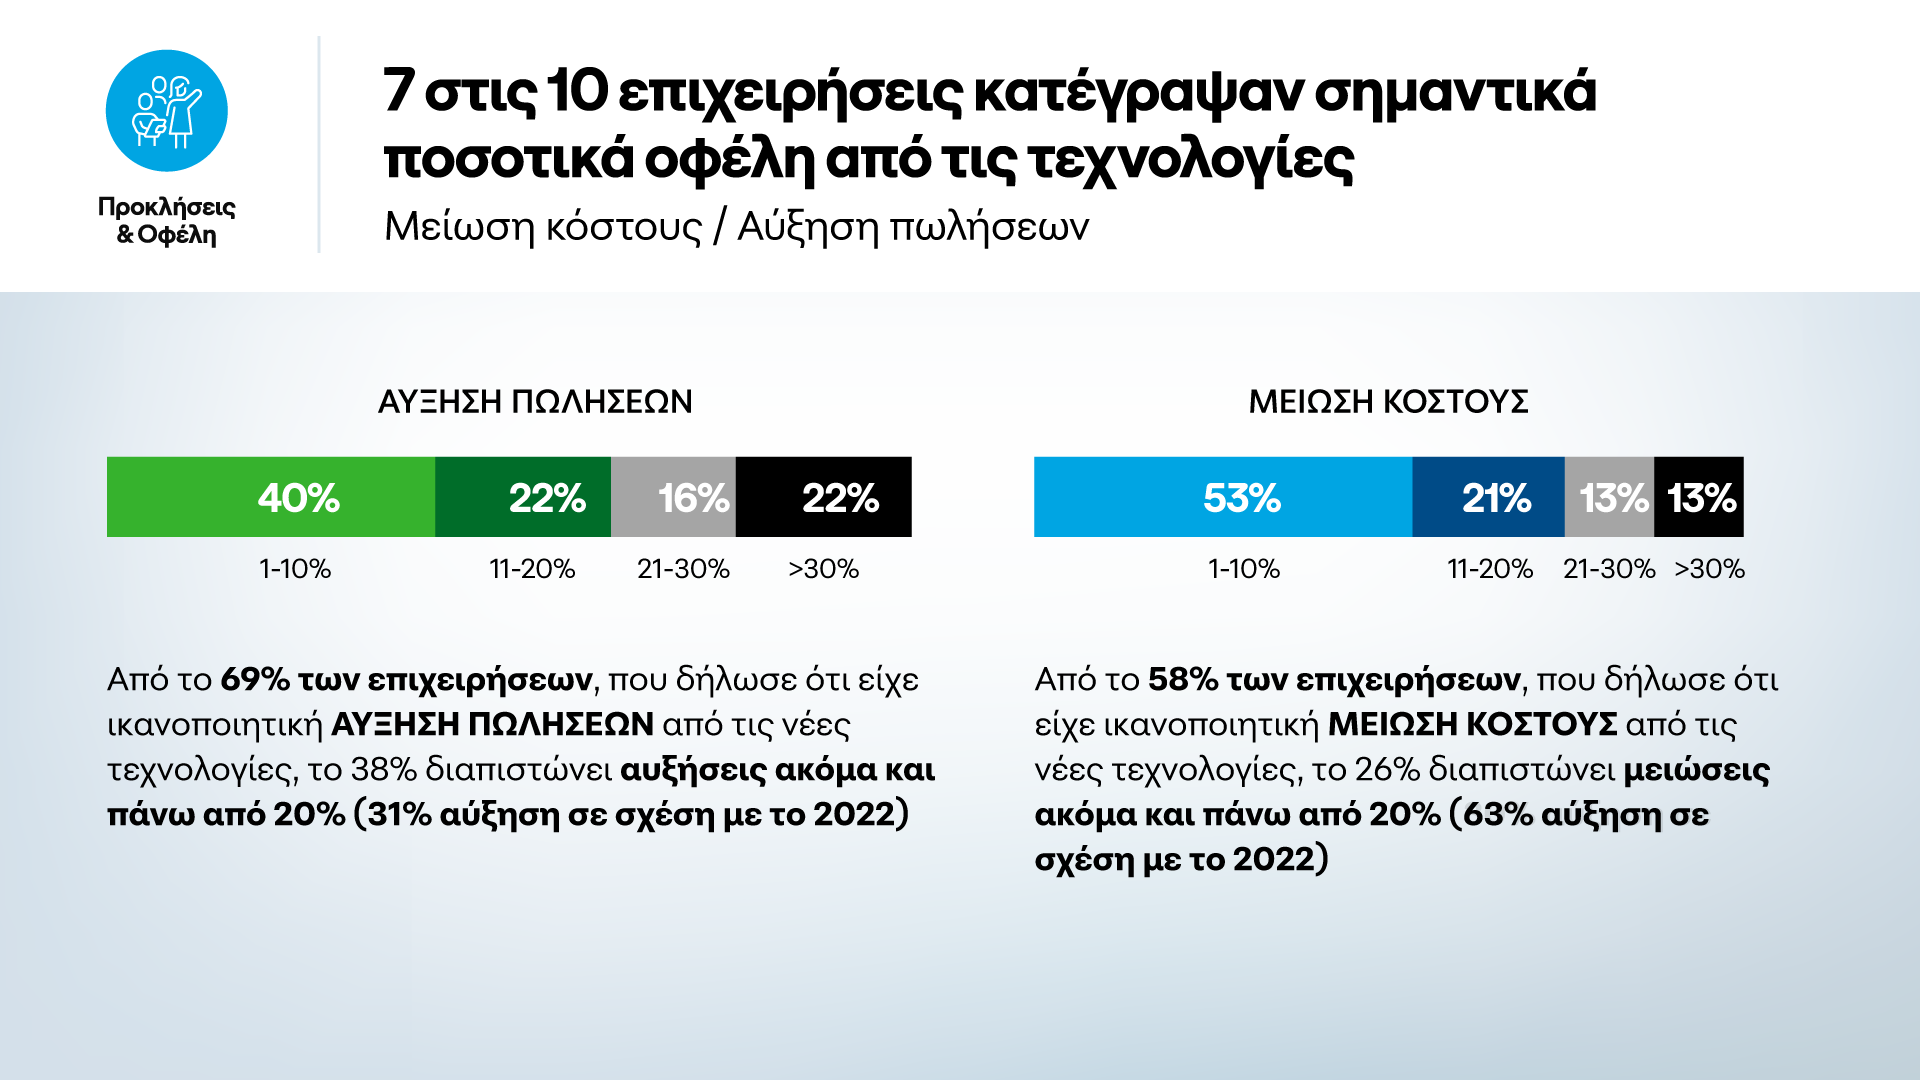 Προκλήσεις
& Οφέλη
7 στις 10 επιχειρήσεις κατέγραψαν σημαντικά
ποσοτικά οφέλη από τις τεχνολογίες
Μείωση κόστους / Αύξηση πωλήσεων
ΑΥΞΗΣΗ ΠΩΛΗΣΕΩΝ
40% 22% 16% 22%
1-10% 11-20% 21-30% >30%
Από το 69% των επιχειρήσεων, που δήλωσε ότι είχε
ικανοποιητική ΑΥΞΗΣΗ ΠΩΛΗΣΕΩΝ από τις νέες
τεχνολογίες, το 38% διαπιστώνει αυξήσεις ακόμα και
πάνω από 20% (31% αύξηση σε σχέση με το 2022)
ΜΕΙΩΣΗ ΚΟΣΤΟΥΣ
53% 21% 13% 13%
1-10% 11-20% 21-30% >30%
Από το 58% των επιχειρήσεων, που δήλωσε ότι
είχε ικανοποιητική ΜΕΙΩΣΗ ΚΟΣΤΟΥΣ από τις
νέες τεχνολογίες, το 26% διαπιστώνει μειώσεις
ακόμα και πάνω από 20% (63% αύξηση σε
σχέση με το 2022)